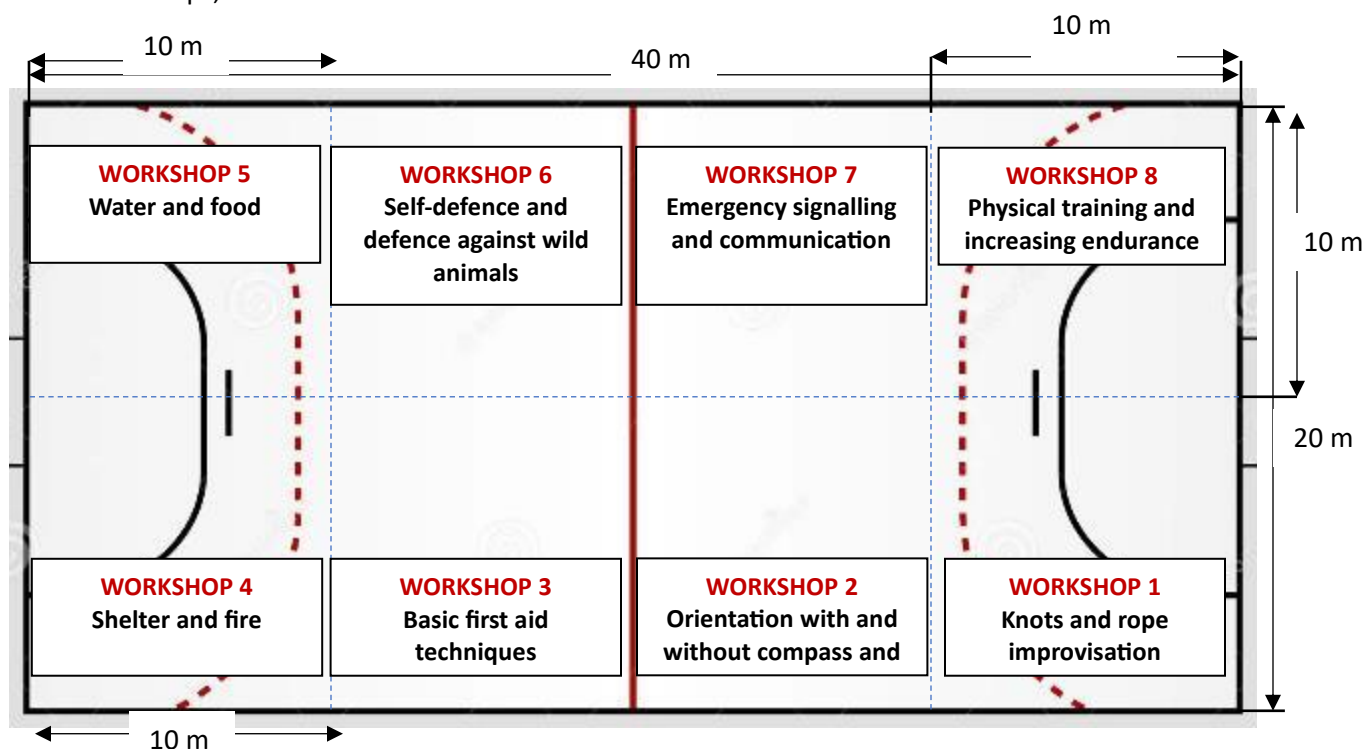 10 m
10 m
40 m
WORKSHOP 5
Water and food
WORKSHOP 6
Self-defence and
defence against wild
animals
WORKSHOP 7
Emergency signalling
and communication
WORKSHOP 8
Physical training and
increasing endurance
10 m
20 m
WORKSHOP 4
Shelter and fire
WORKSHOP 3
Basic first aid
techniques
WORKSHOP 2
Orientation with and
without compass and
WORKSHOP 1
Knots and rope
improvisation
10 m